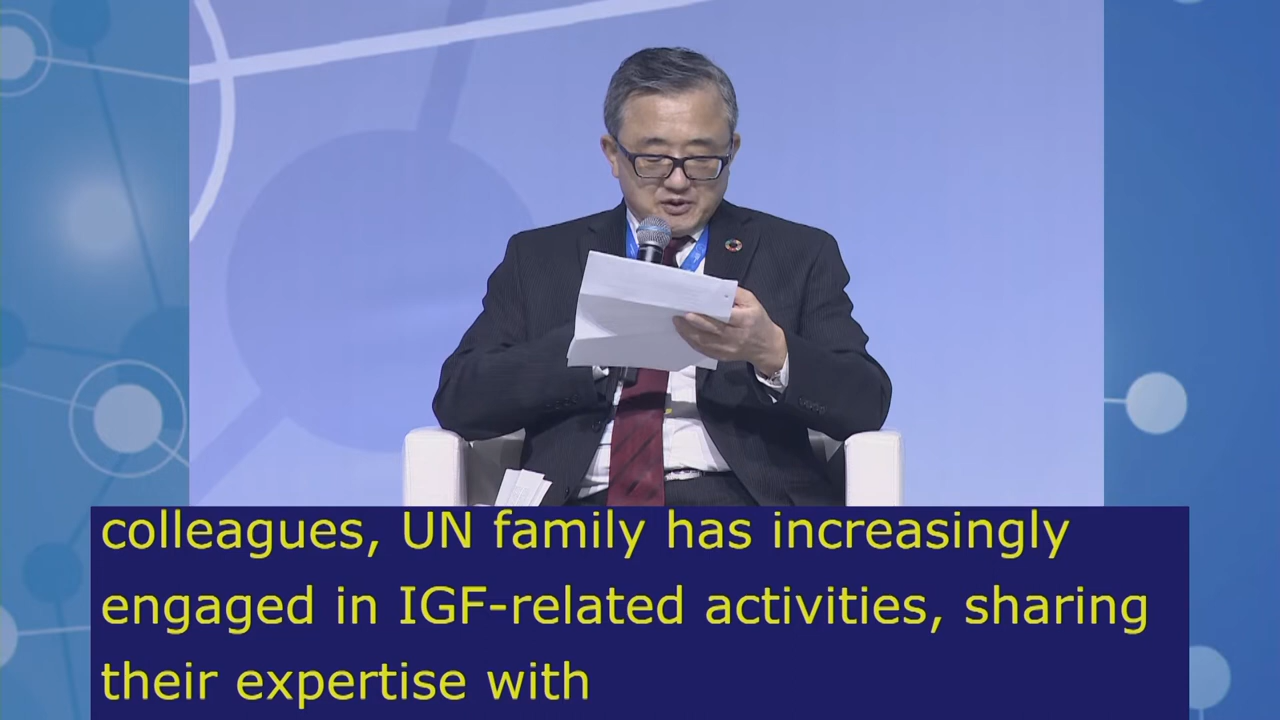 colleagues, UN family has increasingly
engaged in IGF-related activities, sharing
their expertise with